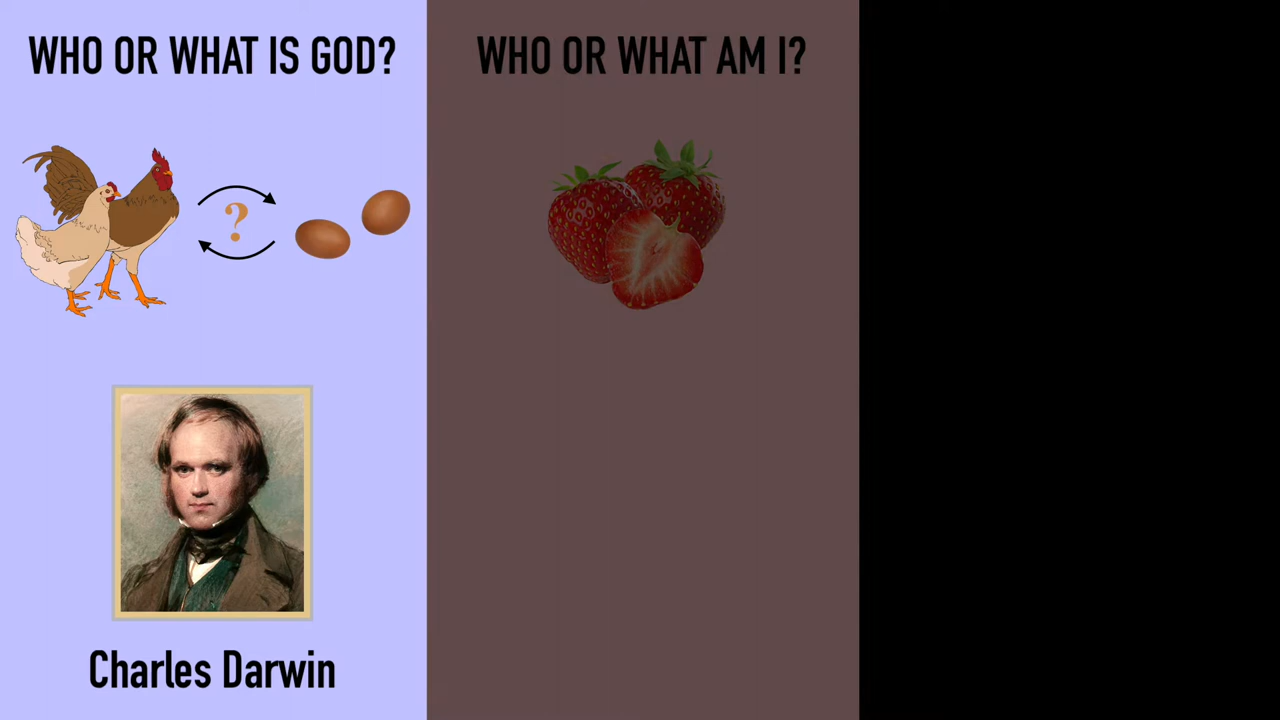 WHO OR WHAT IS GOD?
WHO OR WHAT AM I?
?
Charles Darwin